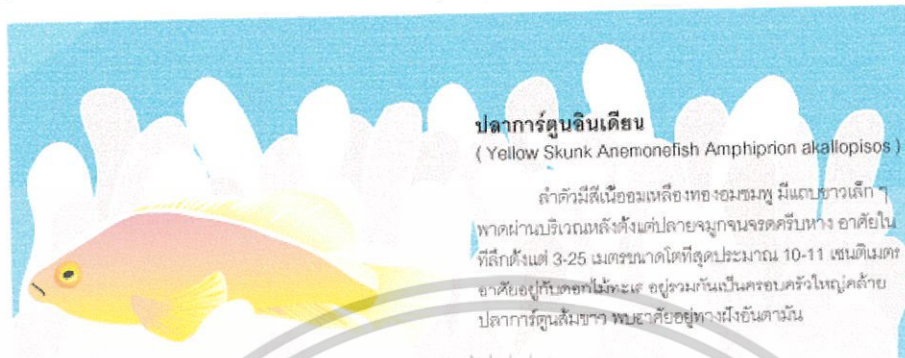 ปลาการ์ตูนอินเดียน
( Yellow Skunk Anemonefish Amphiprion akallopisos )
ลำตัวมีสีเนื้ออมเหลืองทองอมชมพู มีแถบขาวเล็ก ๆ
พาดผ่านบริเวณหลังตั้งแต่ปลายจมูกจนจรดครีบหาง อาศัยใน
ที่ลึกตั้งแต่ 3-25 เมตรขนาดโตที่สุดประมาณ 10-11 เซนติเมตร
อาศัยอยู่กับดอกไม้ทะเล อยู่รวมกันเป็นครอบครัวใหญ่คล้าย
ปลาการ์ตูนส้มขาว พบอาศัยอยู่ทางฝั่งอันดามัน